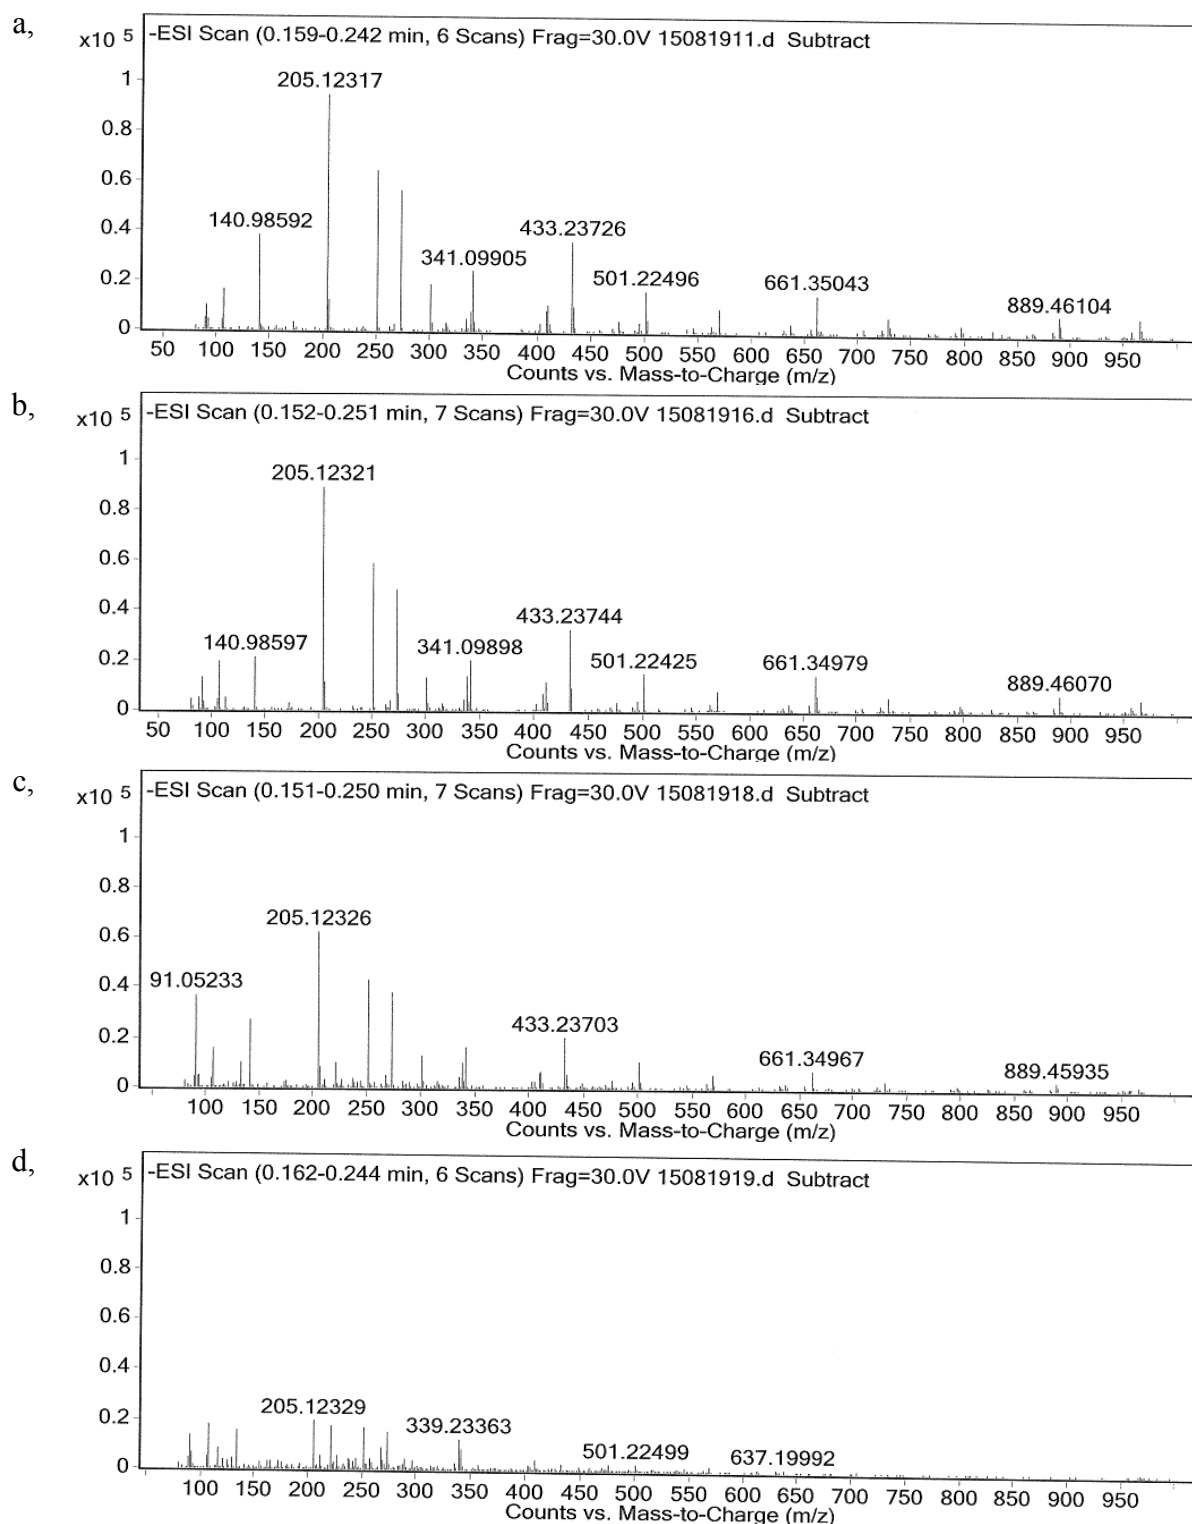 a,
x10 5
-ESI Scan (0.159-0.242 min, 6 Scans) Frag=30.0V 15081911.d Subtract
1
205.12317
0.8
0.6
0.4
140.98592
433.23726
341.09905
501.22496
661.35043
0.2
889.46104
0
50 100 150 200 250 300 350 400 450 500 550 600 650 700 750 800 850 900 950
Counts vs. Mass-to-Charge (m/z)
b,
x10 5
-ESI Scan (0.152-0.251 min, 7 Scans) Frag=30.0V 15081916.d Subtract
1
205.12321
0.8
0.6
0.4
433.23744
140.98597
341.09898
501.22425
661.34979
0.2
889.46070
0
50 100 150 200 250 300 350 400 450 500 550 600 650 700 750 800 850 900 950
Counts vs. Mass-to-Charge (m/z)
c,
x10 5
-ESI Scan (0.151-0.250 min, 7 Scans) Frag=30.0V 15081918.d Subtract
1
0.8
205.12326
0.6
91.05233
0.4
433.23703
0.2
661.34967
889.45935
0
100 150 200 250 300 350 400 450 500 550 600 650 700 750 800 850 900 950
Counts vs. Mass-to-Charge (m/z)
d,
x10 5
-ESI Scan (0.162-0.244 min, 6 Scans) Frag=30.0V 15081919.d Subtract
1
0.8
0.6
0.4
205.12329
0.2
339.23363
501.22499
637.19992
0
100 150 200 250 300 350 400 450 500 550 600 650 700 750 800 850 900 950
Counts vs. Mass-to-Charge (m/z)